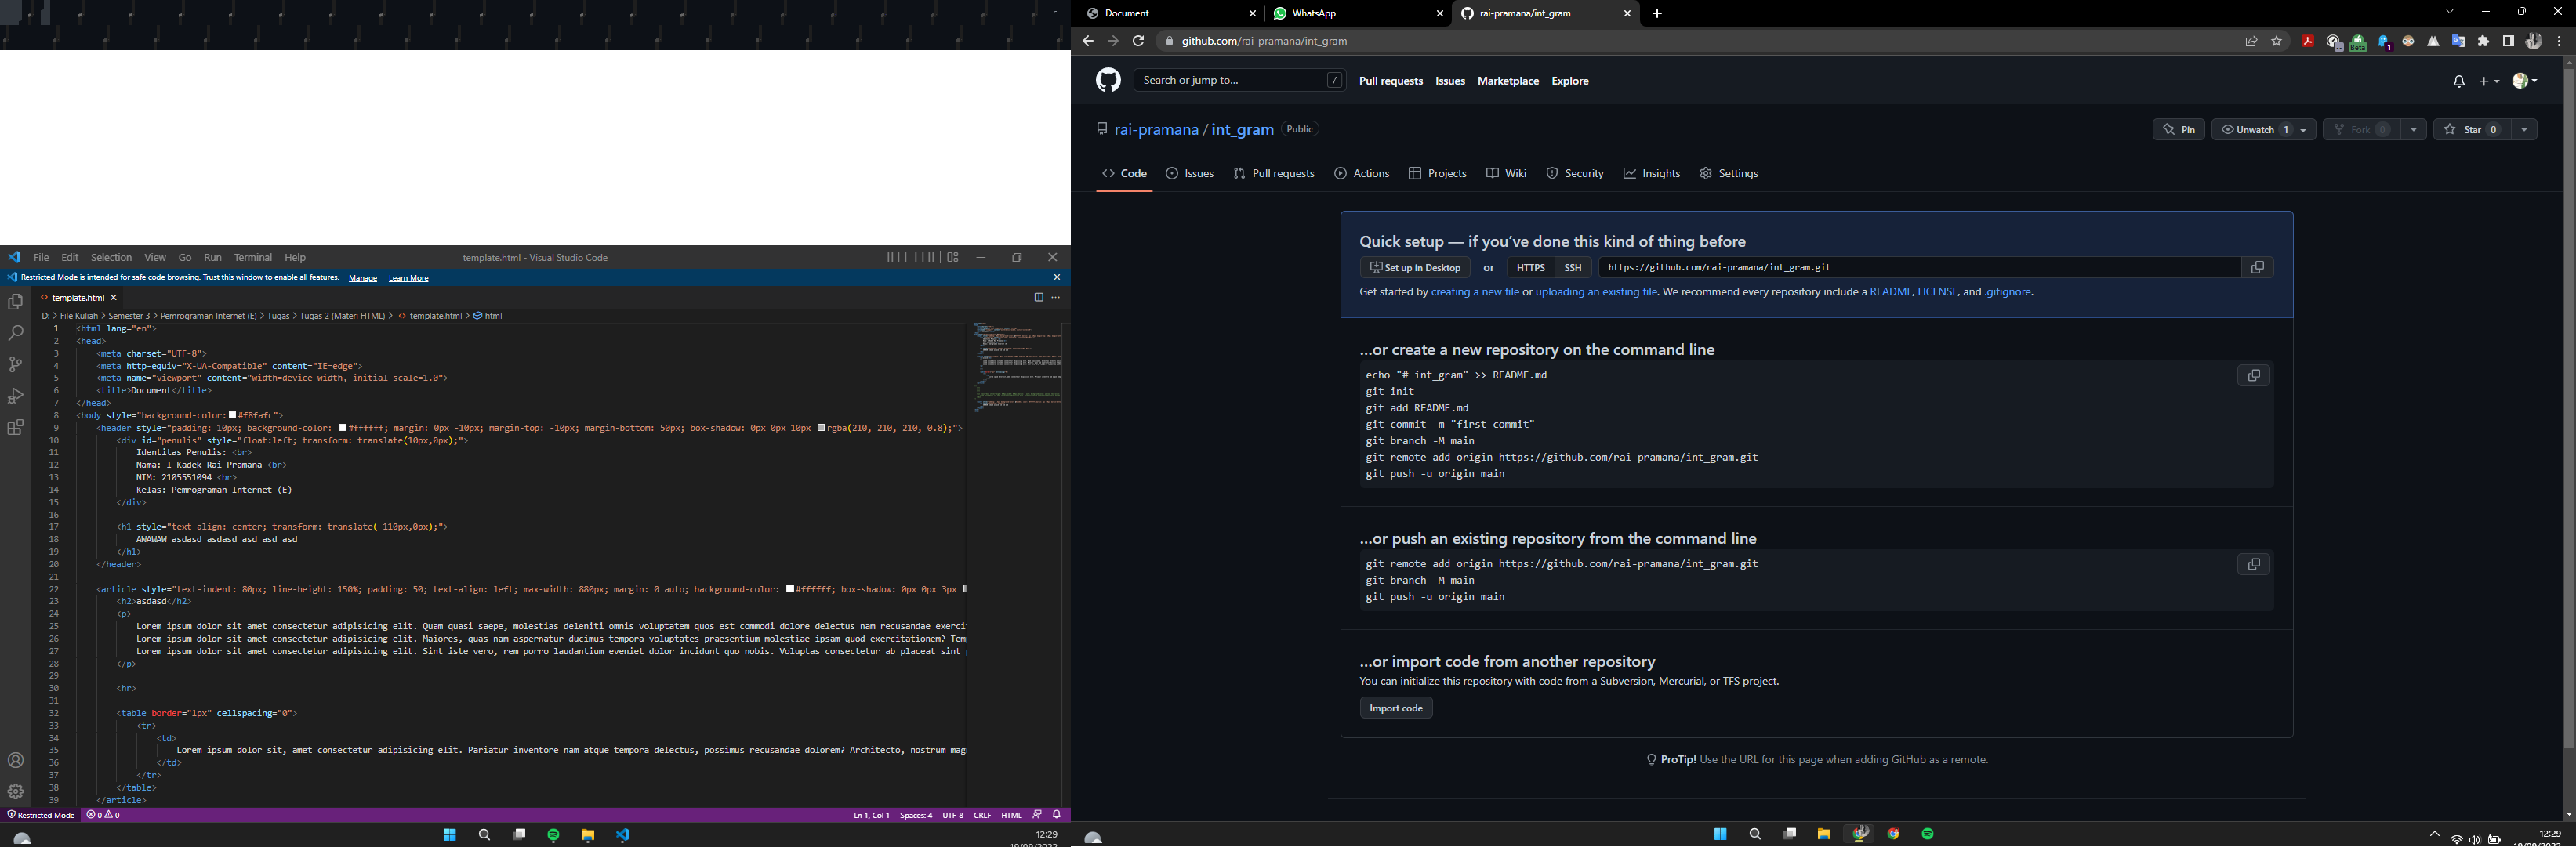 File Edit Selection View Go Run Terminal Help template.html - Visual Studio Code
Restricted Mode is intended for safe code browsing. Trust this window to enable all features. Manage Learn More
template.html
D: > File Kuliah > Semester 3 > Pemrograman Internet (E) > Tugas > Tugas 2 (Materi HTML) > template.html > html
1 <html lang="en">
2 <head>
3 <meta charset="UTF-8">
4 <meta http-equiv="X-UA-Compatible" content="IE=edge">
5 <meta name="viewport" content="width=device-width, initial-scale=1.0">
6 <title>Document</title>
7 </head>
8 <body style="background-color: #f8fafc">
9 <header style="padding: 10px; background-color: #ffffff; margin: 0px -10px; margin-top: -10px; margin-bottom: 50px; box-shadow: 0px 0px 10px rgba(210, 210, 210, 0.8);">
10 <div id="penulis" style="float:left; transform: translate(10px,0px);">
11 Identitas Penulis: <br>
12 Nama: I Kadek Rai Pramana <br>
13 NIM: 2105551094 <br>
14 Kelas: Pemrograman Internet (E)
15 </div>
16
17 <h1 style="text-align: center; transform: translate(-110px,0px);">
18 AWAWAW asdasd asdasd asd asd asd
19 </h1>
20 </header>
21
22 <article style="text-indent: 80px; line-height: 150%; padding: 50; text-align: left; max-width: 880px; margin: 0 auto; background-color: #ffffff; box-shadow: 0px 0px 3px
23 <h2>asdasd</h2>
24 <p>
25 Lorem ipsum dolor sit amet consectetur adipisicing elit. Quam quasi saepe, molestias deleniti omnis voluptatem quos est commodi dolore delectus nam recusandae exerci
26 Lorem ipsum dolor sit amet consectetur adipisicing elit. Maiores, quas nam aspernatur ducimus tempora voluptates praesentium molestiae ipsam quod exercitationem? Tem
27 Lorem ipsum dolor sit amet consectetur adipisicing elit. Sint iste vero, rem porro laudantium eveniet dolor incidunt quo nobis. Voluptas consectetur ab placeat sint
28 </p>
29
30 <hr>
31
32 <table border="1px" cellspacing="0">
33 <tr>
34 <td>
35 Lorem ipsum dolor sit, amet consectetur adipisicing elit. Pariatur inventore nam atque tempora delectus, possimus recusandae dolorem? Architecto, nostrum mag
36 </td>
37 </tr>
38 </table>
39 </article>
Restricted Mode 0 0 Ln 1, Col 1 Spaces: 4 UTF-8 CRLF HTML
12:29
Document WhatsApp rai-pramana/int_gram
github.com/rai-pramana/int_gram
Beta 1
Search or jump to... / Pull requests Issues Marketplace Explore
rai-pramana / int_gram Public Pin Unwatch 1 Fork 0 Star 0
Code Issues Pull requests Actions Projects Wiki Security Insights Settings
Quick setup — if you've done this kind of thing before
Set up in Desktop or HTTPS SSH https://github.com/rai-pramana/int_gram.git
Get started by creating a new file or uploading an existing file. We recommend every repository include a README, LICENSE, and .gitignore.
…or create a new repository on the command line
echo "# int_gram" >> README.md
git init
git add README.md
git commit -m "first commit"
git branch -M main
git remote add origin https://github.com/rai-pramana/int_gram.git
git push -u origin main
…or push an existing repository from the command line
git remote add origin https://github.com/rai-pramana/int_gram.git
git branch -M main
git push -u origin main
…or import code from another repository
You can initialize this repository with code from a Subversion, Mercurial, or TFS project.
Import code
ProTip! Use the URL for this page when adding GitHub as a remote.
12:29